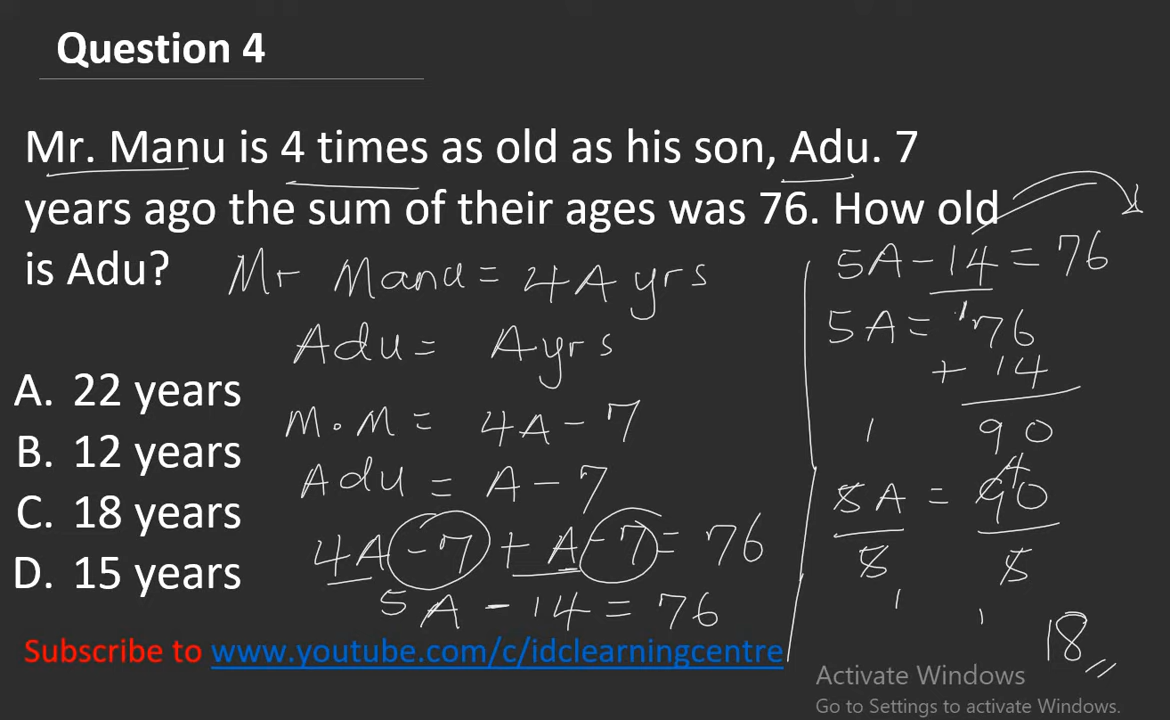 Question 4
Mr. Manu is 4 times as old as his son, Adu. 7
years ago the sum of their ages was 76. How old
is Adu?
A. 22 years
B. 12 years
C. 18 years
D. 15 years
Mr Manu = 4A yrs
Adu = A yrs
M.M = 4A - 7
Adu = A - 7
4A - 7 + A - 7 = 76
5A - 14 = 76
5A - 14 = 76
5A = 76
+ 14
90
5A = 90
5 5
1 1
18
Subscribe to www.youtube.com/c/idclearningcentre
Activate Windows
Go to Settings to activate Windows.